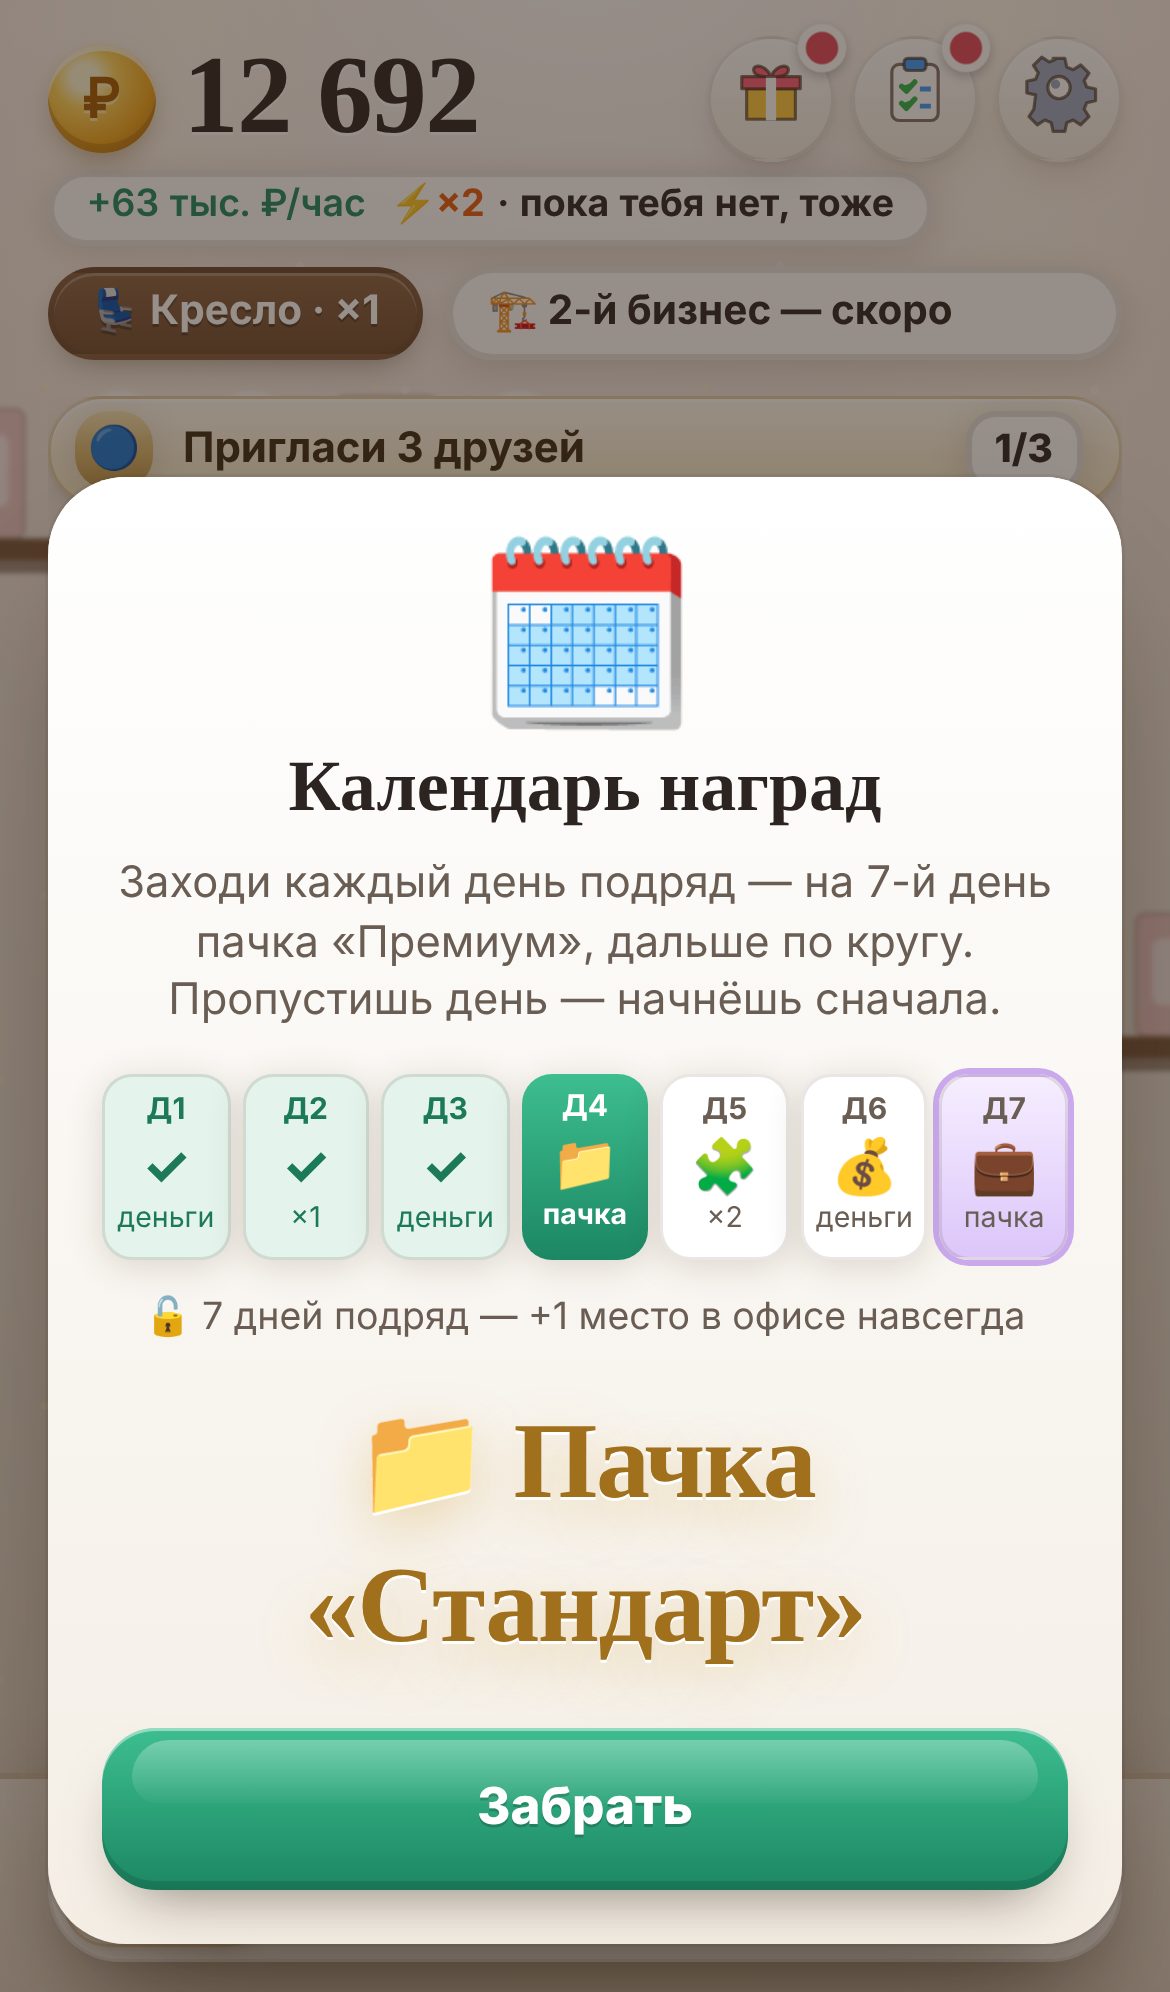 ₽ 12 692
+63 тыс. ₽/час ⚡×2 · пока тебя нет, тоже
Кресло · ×1
2-й бизнес — скоро
Пригласи 3 друзей 1/3
Календарь наград
Заходи каждый день подряд — на 7-й день
пачка «Премиум», дальше по кругу.
Пропустишь день — начнёшь сначала.
Д1 Д2 Д3 Д4 Д5 Д6 Д7
деньги ×1 деньги пачка ×2 деньги пачка
7 дней подряд — +1 место в офисе навсегда
Пачка
«Стандарт»
Забрать